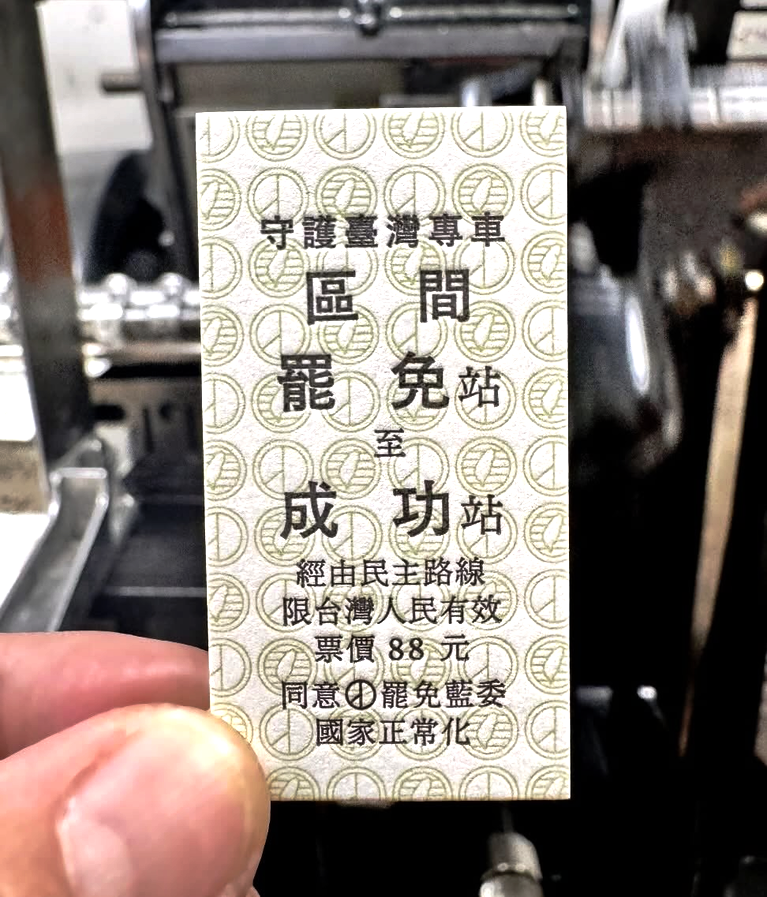 守護臺灣專車
區間
罷免站
至
成功站
經由民主路線
限台灣人民有效
票價 88 元
同意罷免藍委
國家正常化